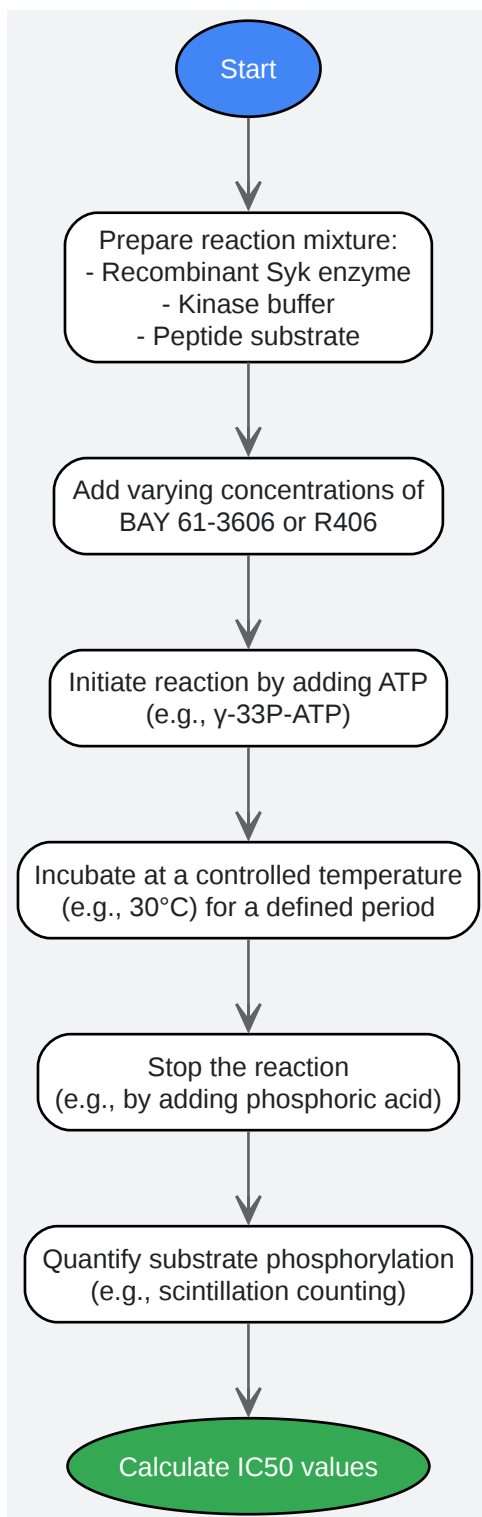 Start
Prepare reaction mixture:
- Recombinant Syk enzyme
- Kinase buffer
- Peptide substrate
Add varying concentrations of
BAY 61-3606 or R406
Initiate reaction by adding ATP
(e.g., γ-33P-ATP)
Incubate at a controlled temperature
(e.g., 30°C) for a defined period
Stop the reaction
(e.g., by adding phosphoric acid)
Quantify substrate phosphorylation
(e.g., scintillation counting)
Calculate IC50 values